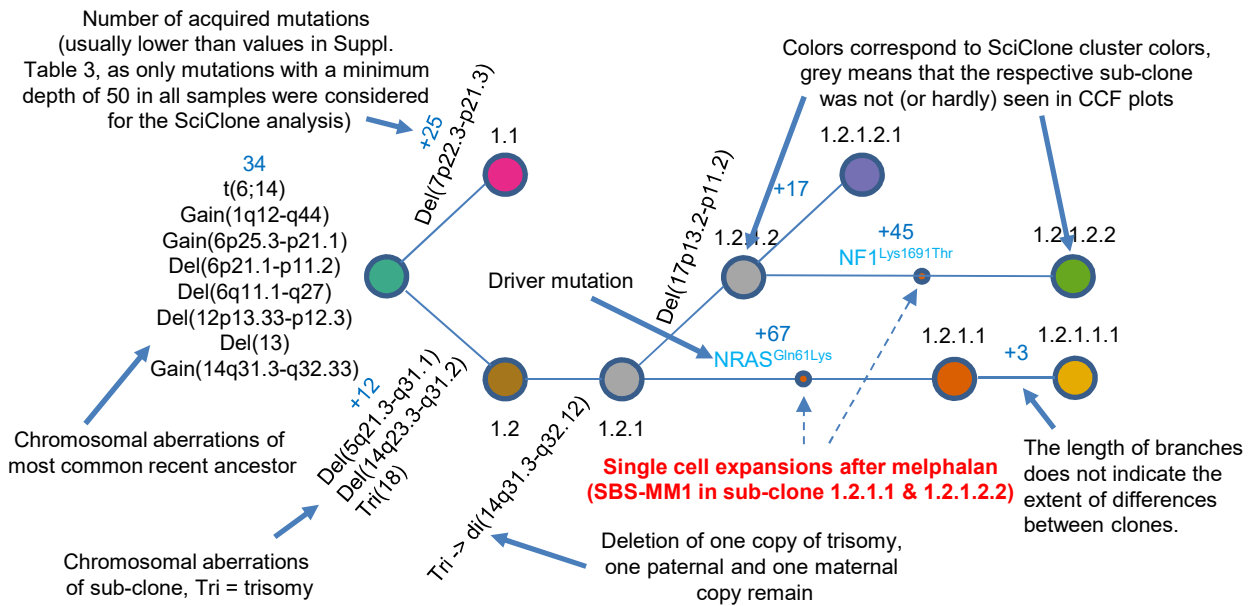 Number of acquired mutations
(usually lower than values in Suppl.
Table 3, as only mutations with a minimum
depth of 50 in all samples were considered
for the SciClone analysis)
Colors correspond to SciClone cluster colors,
grey means that the respective sub-clone
was not (or hardly) seen in CCF plots
34
t(6;14)
Gain(1q12-q44)
Gain(6p25.3-p21.1)
Del(6p21.1-p11.2)
Del(6q11.1-q27)
Del(12p13.33-p12.3)
Del(13)
Gain(14q31.3-q32.33)
+25
Del(7p22.3-p21.3)
1.1
+12
Del(5q21.3-q31.1)
Del(14q23.3-q31.2)
Tri(18)
1.2
1.2.1
Tri -> di(14q31.3-q32.12)
Del(17p13.2-p11.2)
1.2.1.2
+17
1.2.1.2.1
+45
NF1Lys1691Thr
1.2.1.2.2
Driver mutation
+67
NRASGln61Lys
1.2.1.1
+3
1.2.1.1.1
Chromosomal aberrations of
most common recent ancestor
Chromosomal aberrations
of sub-clone, Tri = trisomy
Single cell expansions after melphalan
(SBS-MM1 in sub-clone 1.2.1.1 & 1.2.1.2.2)
Deletion of one copy of trisomy,
one paternal and one maternal
copy remain
The length of branches
does not indicate the
extent of differences
between clones.